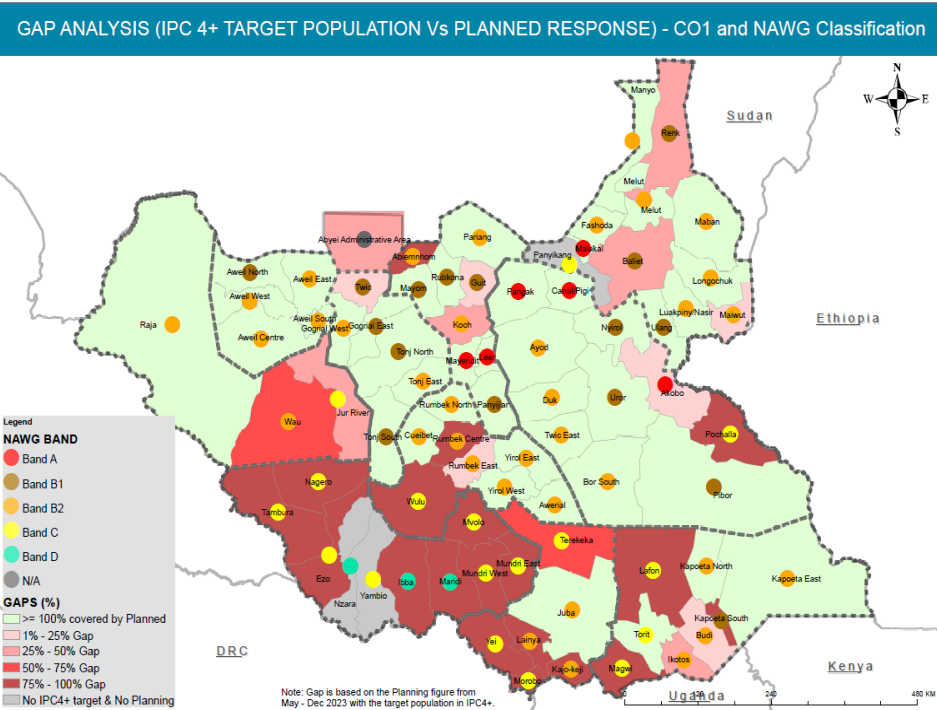 GAP ANALYSIS (IPC 4+ TARGET POPULATION Vs PLANNED RESPONSE) - CO1 and NAWG Classification
N
W
E
S
Sudan
Manyo
Renk
Melut
Melut
Maban
Fashoda
Malakal
Panyikang
Baliet
Longochuk
Pariang
Abyei Administrative Area
Abiemnhom
Rubkona
Guit
Mayom
Twic
Fangak
Canal/Pigi
Luakpiny/Nasir
Maiwut
Ethiopia
Aweil North
Aweil East
Aweil West
Aweil South
Gogrial West
Gogrial East
Aweil Centre
Raja
Koch
Nyirol
Ulang
Tonj North
Mayendit
Leer
Ayod
Tonj East
Akobo
Rumbek North
Panyijiar
Duk
Uror
Jur River
Wau
Tonj South
Cueibet
Rumbek Centre
Twic East
Pochalla
Rumbek East
Yirol East
Bor South
Pibor
Yirol West
Awerial
Nagero
Tambura
Wulu
Mvolo
Terekeka
Ezo
Nzara
Yambio
Ibba
Maridi
Mundri West
Mundri East
Lafon
Kapoeta North
Kapoeta East
Juba
Kapoeta South
Torit
Budi
Yei
Lainya
Ikotos
Kajo-keji
Magwi
Morobo
DRC
Uganda
Kenya
Legend
NAWG BAND
Band A
Band B1
Band B2
Band C
Band D
N/A
GAPS (%)
>= 100% covered by Planned
1% - 25% Gap
25% - 50% Gap
50% - 75% Gap
75% - 100% Gap
No IPC4+ target & No Planning
Note: Gap is based on the Planning figure from
May - Dec 2023 with the target population in IPC4+.
0
120
240
480 KM